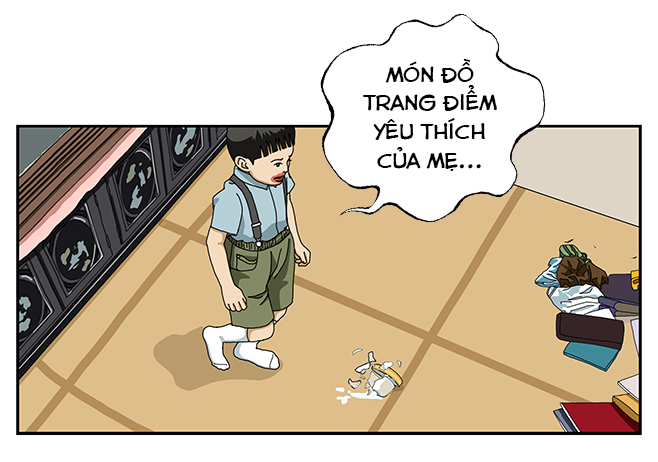 MÓN ĐỒ
TRANG ĐIỂM
YÊU THÍCH
CỦA MẸ...